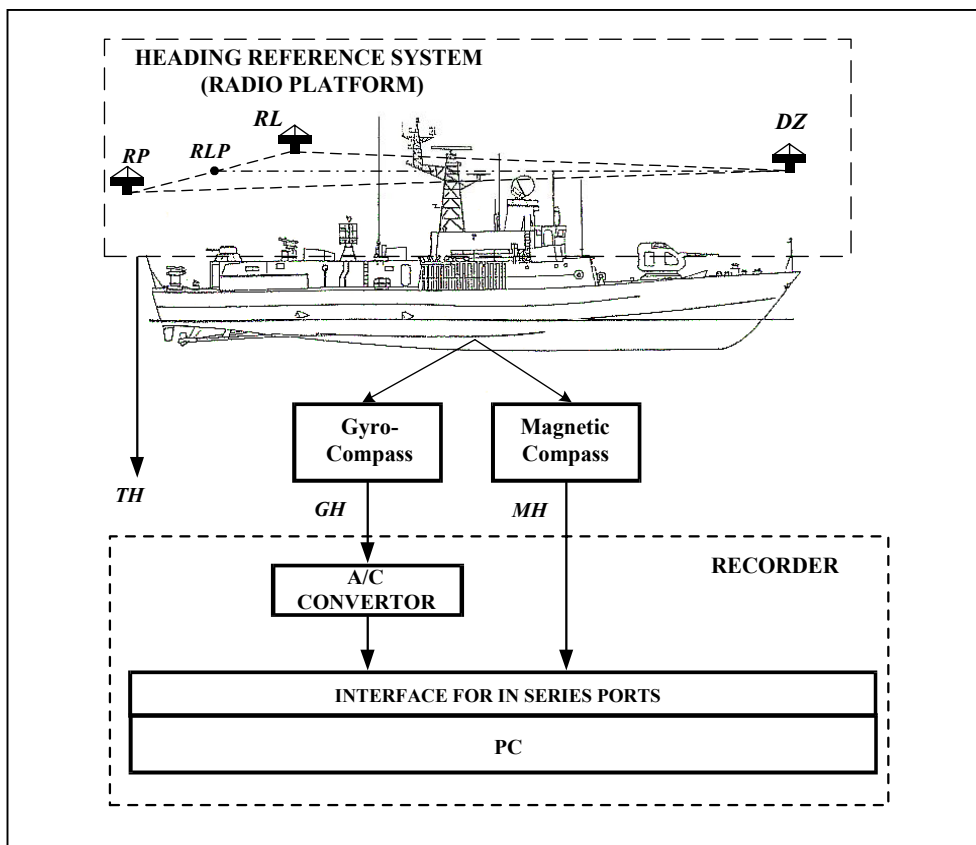 HEADING REFERENCE SYSTEM
(RADIO PLATFORM)
RL
DZ
RP
RLP
Gyro-
Compass
Magnetic
Compass
TH
GH
MH
RECORDER
A/C
CONVERTOR
INTERFACE FOR IN SERIES PORTS
PC